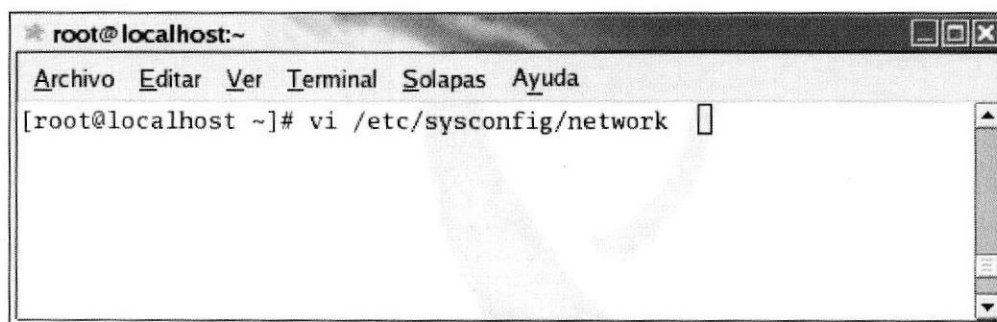 root@localhost:~
Archivo Editar Ver Terminal Solapas Ayuda
[root@localhost ~]# vi /etc/sysconfig/network